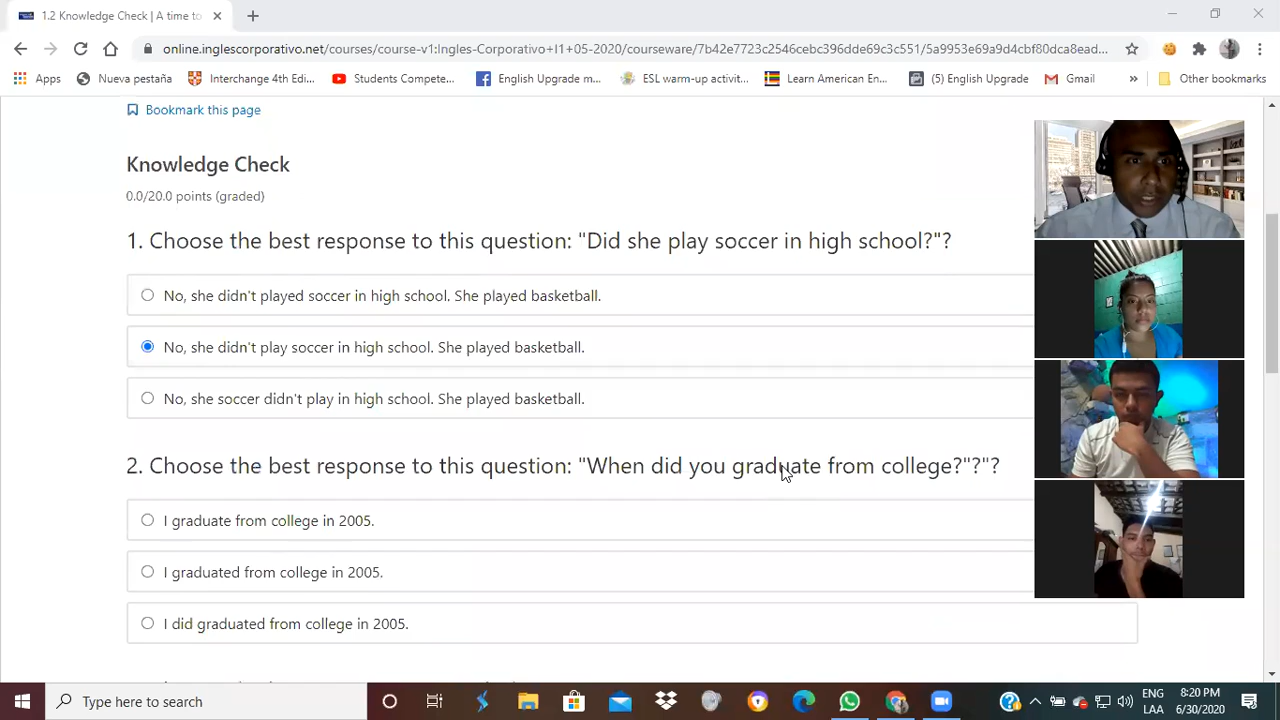 1.2 Knowledge Check | A time to
online.inglescorporativo.net/courses/course-v1:Ingles-Corporativo+I1+05-2020/courseware/7b42e7723c2546cebc396dde69c3c551/5a9953e69a9d4cbf80dca8ead...
Apps Nueva pestaña Interchange 4th Edi... Students Compete... English Upgrade m... ESL warm-up activit... Learn American En... (5) English Upgrade Gmail » Other bookmarks
Bookmark this page
Knowledge Check
0.0/20.0 points (graded)
1. Choose the best response to this question: "Did she play soccer in high school?"?
No, she didn't played soccer in high school. She played basketball.
No, she didn't play soccer in high school. She played basketball.
No, she soccer didn't play in high school. She played basketball.
2. Choose the best response to this question: "When did you graduate from college?"?"?
I graduate from college in 2005.
I graduated from college in 2005.
I did graduated from college in 2005.
Type here to search
ENG 8:20 PM
LAA 6/30/2020